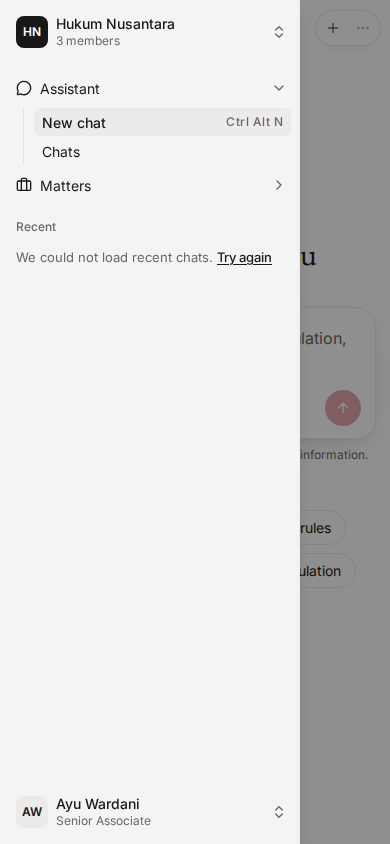 HN
Hukum Nusantara
3 members
Assistant
New chat
Ctrl Alt N
Chats
Matters
Recent
We could not load recent chats. Try again
u
lation,
information.
rules
ulation
AW
Ayu Wardani
Senior Associate